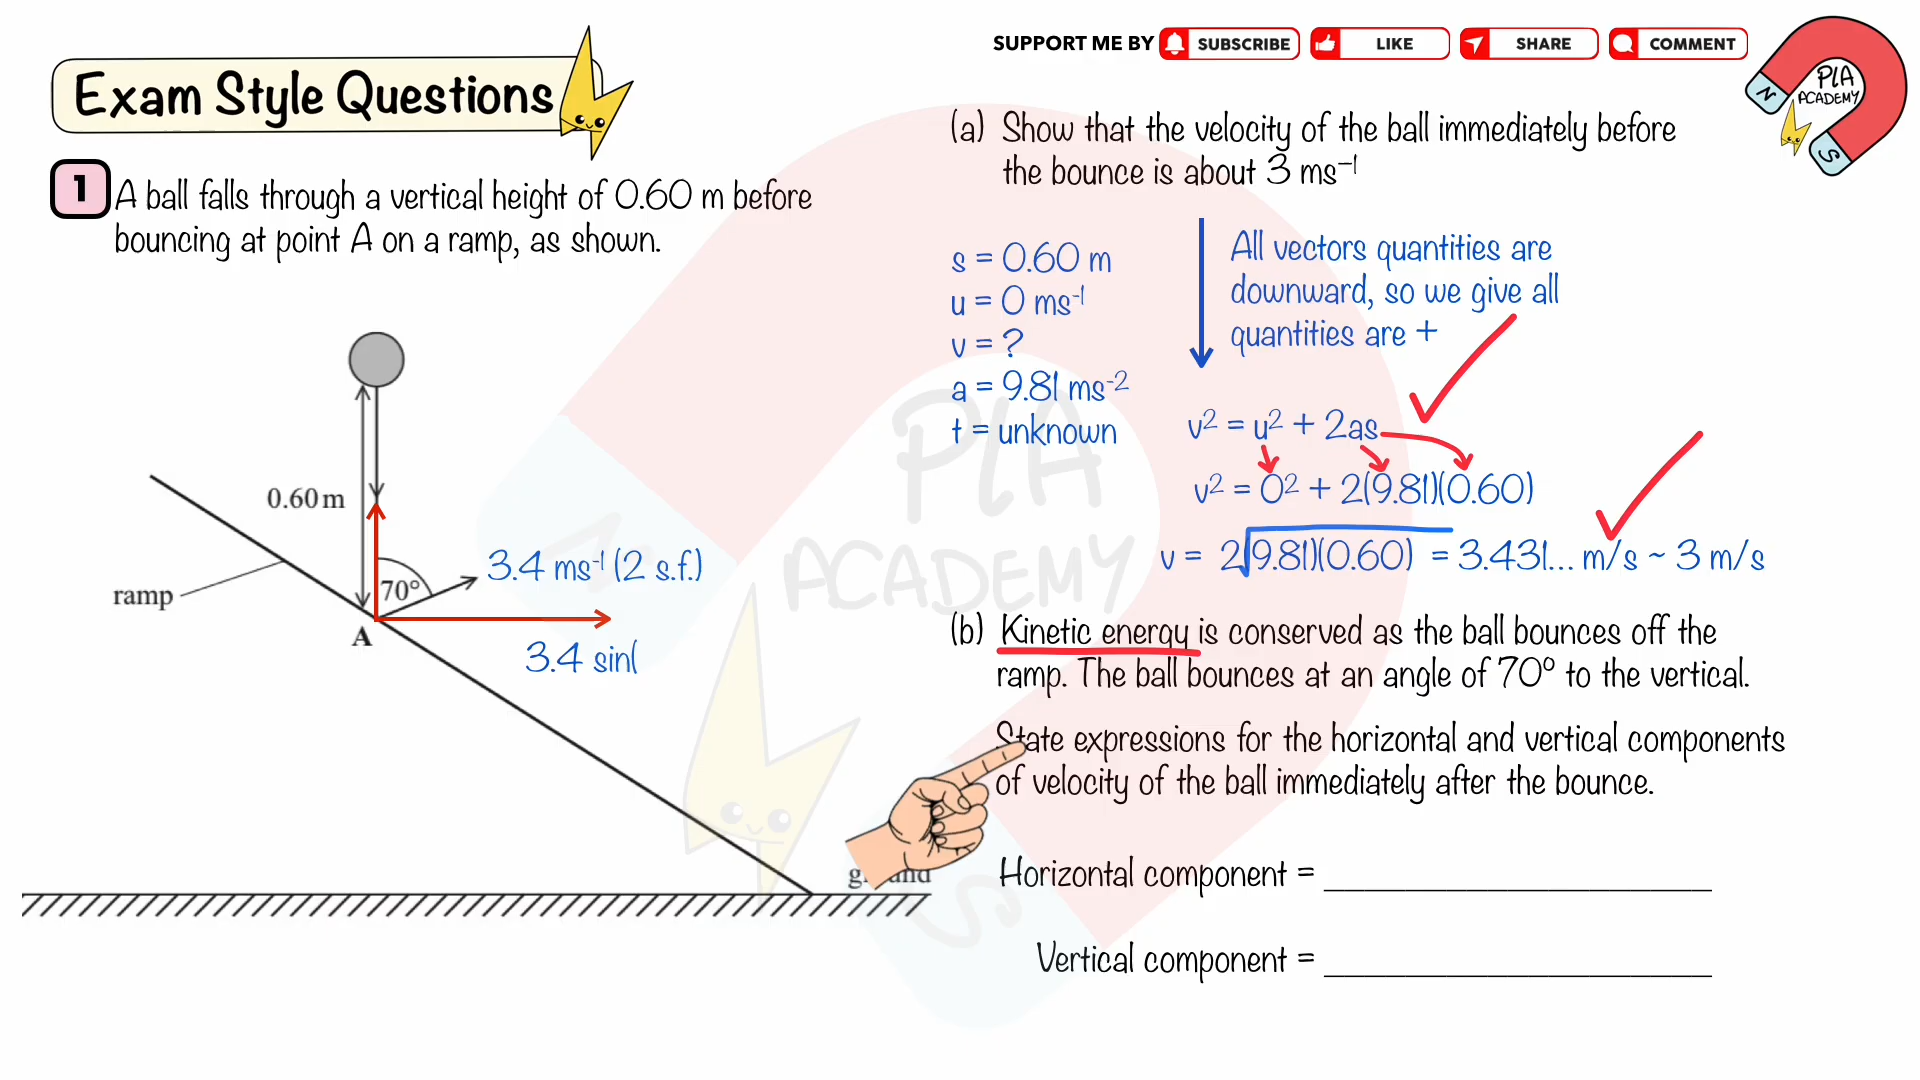 SUPPORT ME BY SUBSCRIBE LIKE SHARE COMMENT
PLA
ACADEMY
N
S
Exam Style Questions
1
A ball falls through a vertical height of 0.60 m before
bouncing at point A on a ramp, as shown.
0.60 m
ramp
70°
3.4 ms⁻¹ (2 s.f.)
A
3.4 sin(
(a) Show that the velocity of the ball immediately before
the bounce is about 3 ms⁻¹
s = 0.60 m
u = 0 ms⁻¹
v = ?
a = 9.81 ms⁻²
t = unknown
All vectors quantities are
downward, so we give all
quantities are +
v² = u² + 2as
v² = 0² + 2(9.81)(0.60)
v = 2√(9.81)(0.60) = 3.431... m/s ~ 3 m/s
(b) Kinetic energy is conserved as the ball bounces off the
ramp. The ball bounces at an angle of 70° to the vertical.
State expressions for the horizontal and vertical components
of velocity of the ball immediately after the bounce.
Horizontal component = ____________________
Vertical component = ____________________
PLA
ACADEMY
S